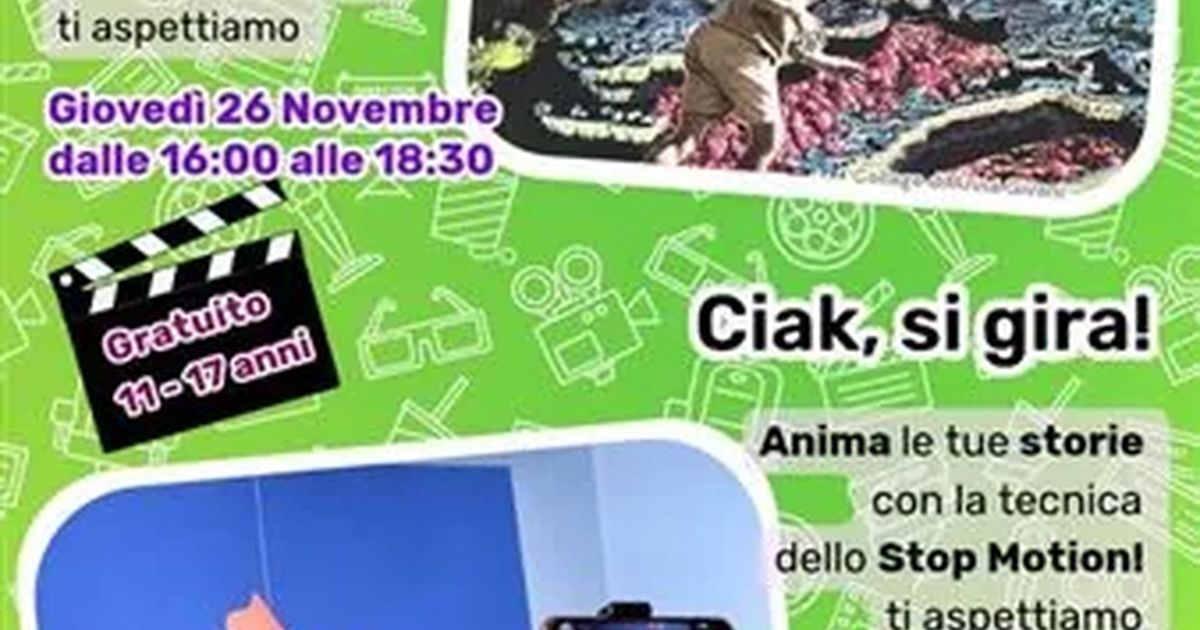 ti aspettiamo
Giovedì 26 Novembre
dalle 16:00 alle 18:30
Gratuito
11 - 17 anni
Ciak, si gira!
Anima le tue storie
con la tecnica
dello Stop Motion!
ti aspettiamo